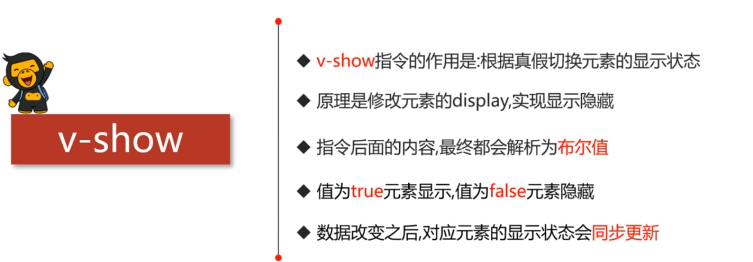 v-show
v-show指令的作用是:根据真假切换元素的显示状态
原理是修改元素的display,实现显示隐藏
指令后面的内容,最终都会解析为布尔值
值为true元素显示,值为false元素隐藏
数据改变之后,对应元素的显示状态会同步更新